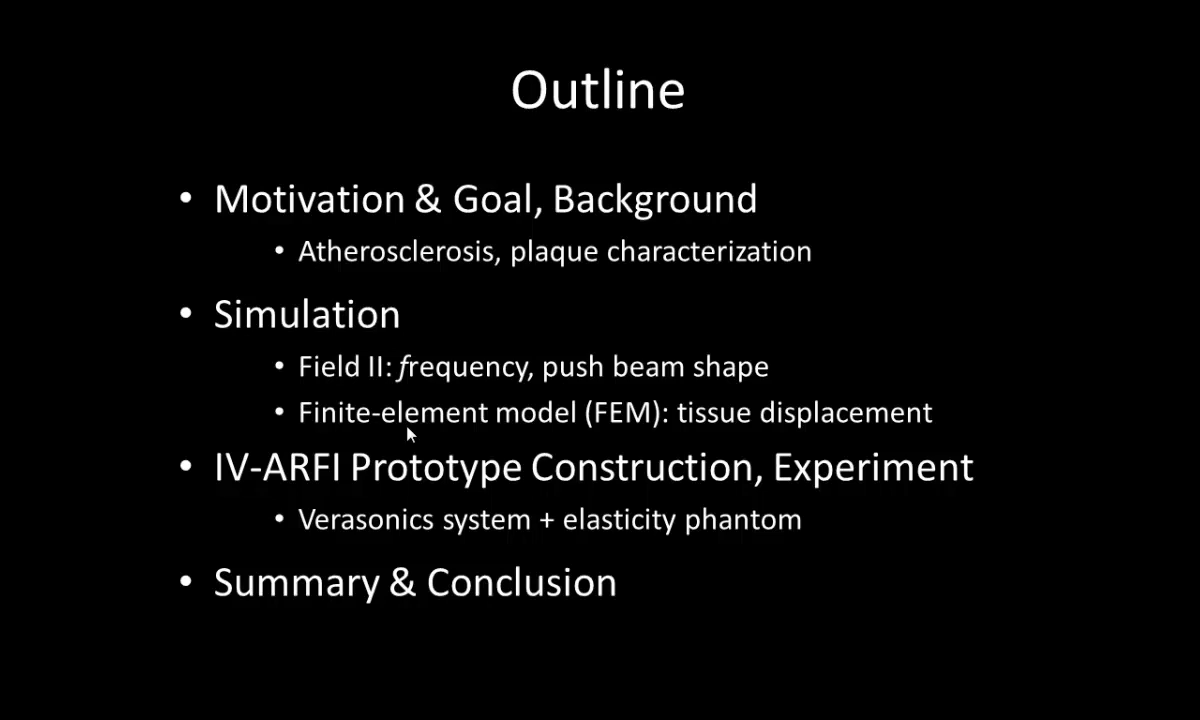 Outline
• Motivation & Goal, Background
• Atherosclerosis, plaque characterization
• Simulation
• Field II: frequency, push beam shape
• Finite-element model (FEM): tissue displacement
• IV-ARFI Prototype Construction, Experiment
• Verasonics system + elasticity phantom
• Summary & Conclusion